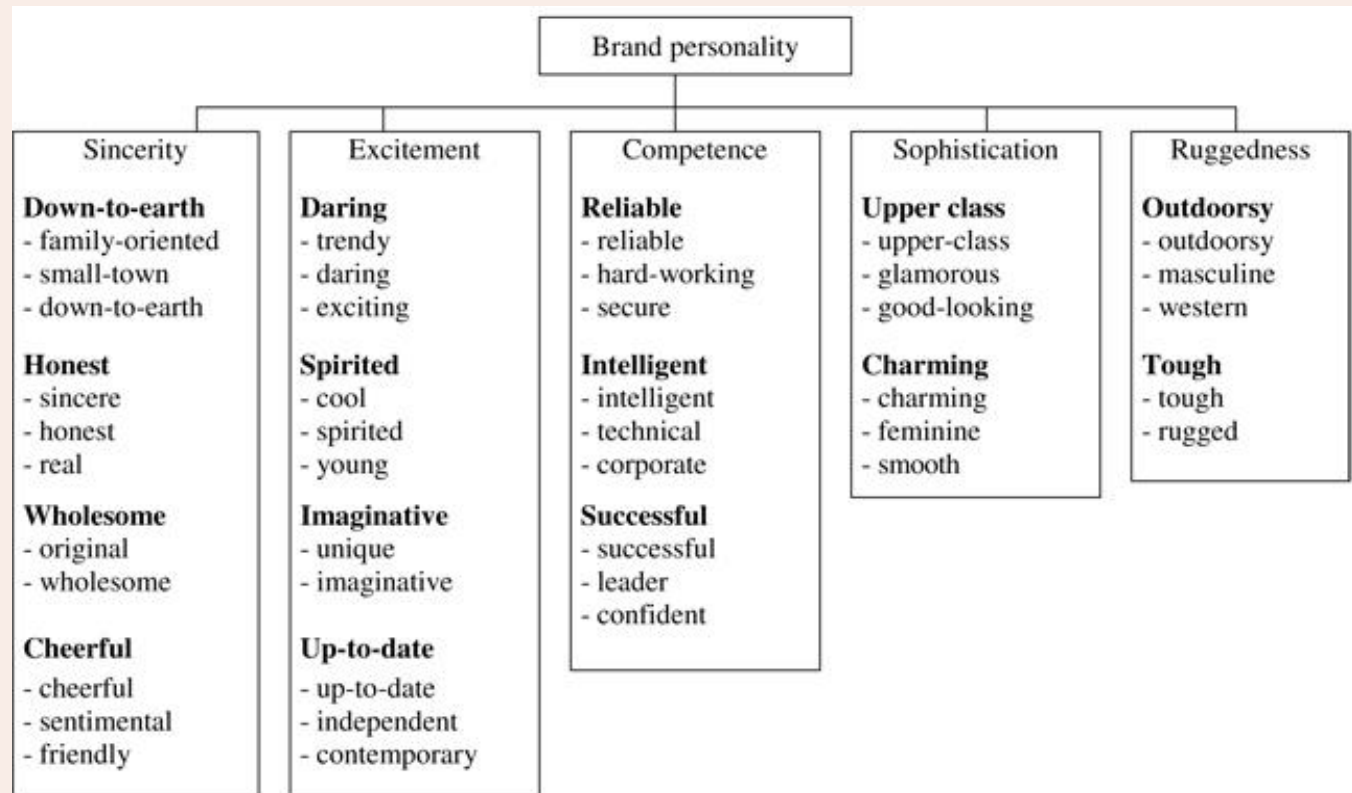 Brand personality
Sincerity
Down-to-earth
- family-oriented
- small-town
- down-to-earth
Honest
- sincere
- honest
- real
Wholesome
- original
- wholesome
Cheerful
- cheerful
- sentimental
- friendly
Excitement
Daring
- trendy
- daring
- exciting
Spirited
- cool
- spirited
- young
Imaginative
- unique
- imaginative
Up-to-date
- up-to-date
- independent
- contemporary
Competence
Reliable
- reliable
- hard-working
- secure
Intelligent
- intelligent
- technical
- corporate
Successful
- successful
- leader
- confident
Sophistication
Upper class
- upper-class
- glamorous
- good-looking
Charming
- charming
- feminine
- smooth
Ruggedness
Outdoorsy
- outdoorsy
- masculine
- western
Tough
- tough
- rugged